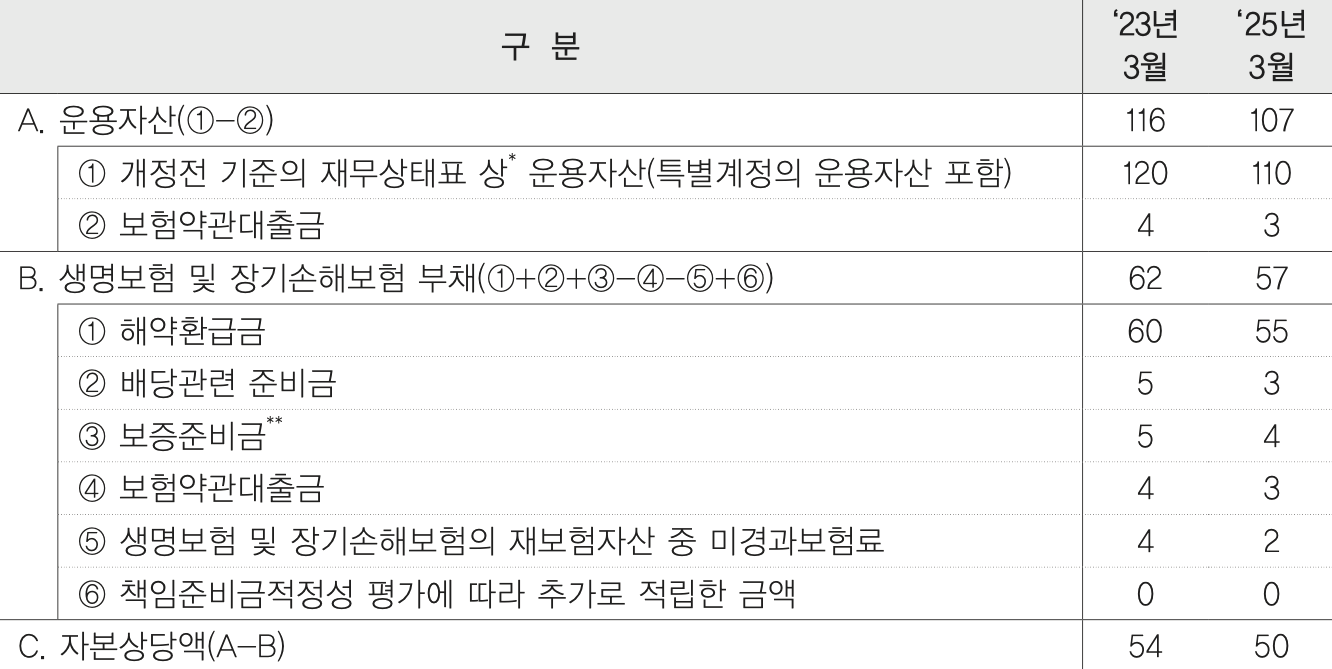 구 분 ‘23년 3월 ‘25년 3월
A. 운용자산(①−②) 116 107
① 개정전 기준의 재무상태표 상* 운용자산(특별계정의 운용자산 포함) 120 110
② 보험약관대출금 4 3
B. 생명보험 및 장기손해보험 부채(①+②+③−④−⑤+⑥) 62 57
① 해약환급금 60 55
② 배당관련 준비금 5 3
③ 보증준비금** 5 4
④ 보험약관대출금 4 3
⑤ 생명보험 및 장기손해보험의 재보험자산 중 미경과보험료 4 2
⑥ 책임준비금적정성 평가에 따라 추가로 적립한 금액 0 0
C. 자본상당액(A−B) 54 50